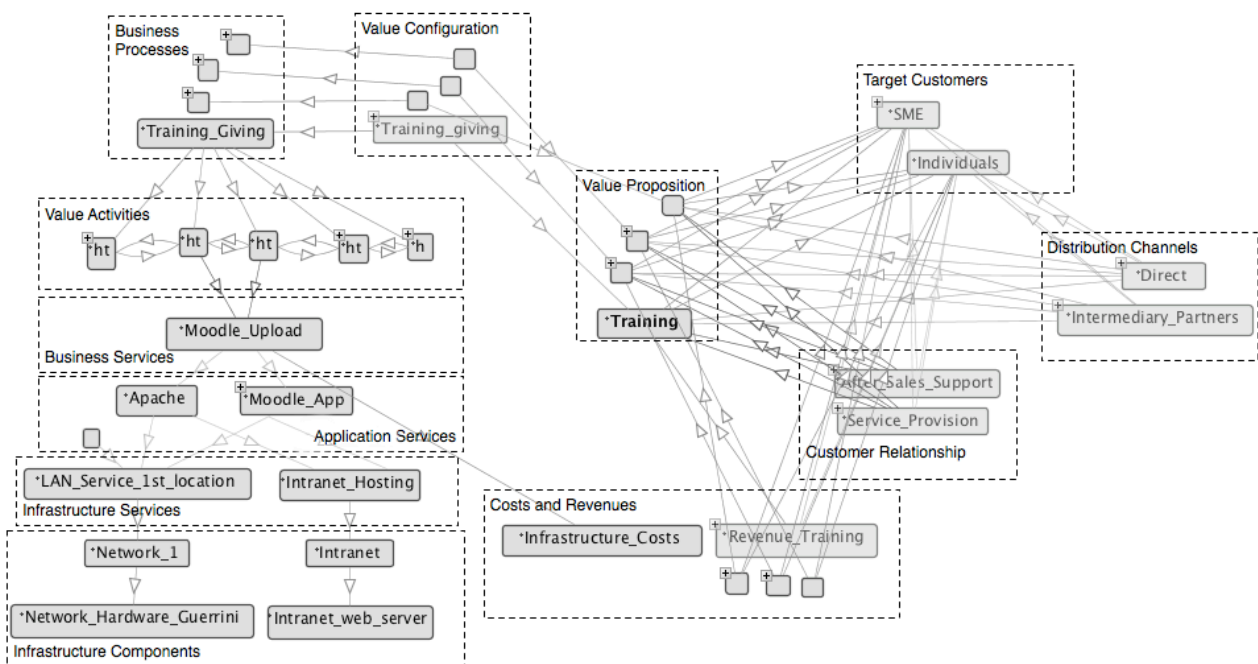 Business
Processes
Value Configuration
⁺Training_Giving
⁺Training_giving
Target Customers
⁺SME
⁺Individuals
Value Proposition
⁺Training
Value Activities
⁺ht
⁺ht
⁺ht
⁺ht
⁺h
Distribution Channels
⁺Direct
⁺Intermediary_Partners
⁺Moodle_Upload
Business Services
⁺After_Sales_Support
⁺Service_Provision
Customer Relationship
⁺Apache
⁺Moodle_App
Application Services
⁺LAN_Service_1st_location
⁺Intranet_Hosting
Infrastructure Services
Costs and Revenues
⁺Infrastructure_Costs
⁺Revenue_Training
⁺Network_1
⁺Intranet
⁺Network_Hardware_Guerrini
⁺Intranet_web_server
Infrastructure Components